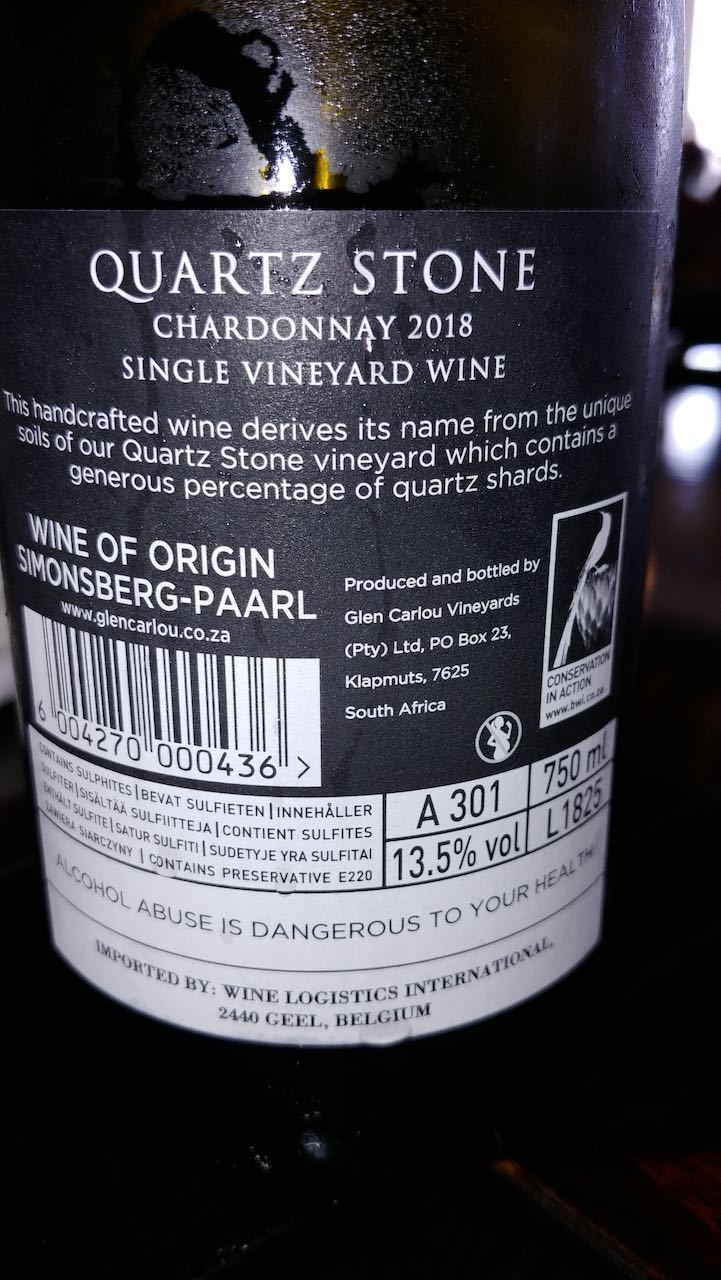 QUARTZ STONE
CHARDONNAY 2018
SINGLE VINEYARD WINE
This handcrafted wine derives its name from the unique
soils of our Quartz Stone vineyard which contains a
generous percentage of quartz shards.
WINE OF ORIGIN
SIMONSBERG-PAARL
www.glencarlou.co.za
6 004270 000436 >
Produced and bottled by
Glen Carlou Vineyards
(Pty) Ltd, PO Box 23,
Klapmuts, 7625
South Africa
CONSERVATION
IN ACTION
www.bwi.co.za
CONTAINS SULPHITES | BEVAT SULFIETEN | INNEHÅLLER
SULFITER | SISÄLTÄÄ SULFIITTEJA | CONTIENT SULFITES
ENTHÄLT SULFITE | SATUR SULFITI | SUDETYJE YRA SULFITAI
ZAWIERA SIARCZYNY | CONTAINS PRESERVATIVE E220
A 301
750 ml
13.5% vol
L1825
ALCOHOL ABUSE IS DANGEROUS TO YOUR HEALTH.
IMPORTED BY: WINE LOGISTICS INTERNATIONAL,
2440 GEEL, BELGIUM